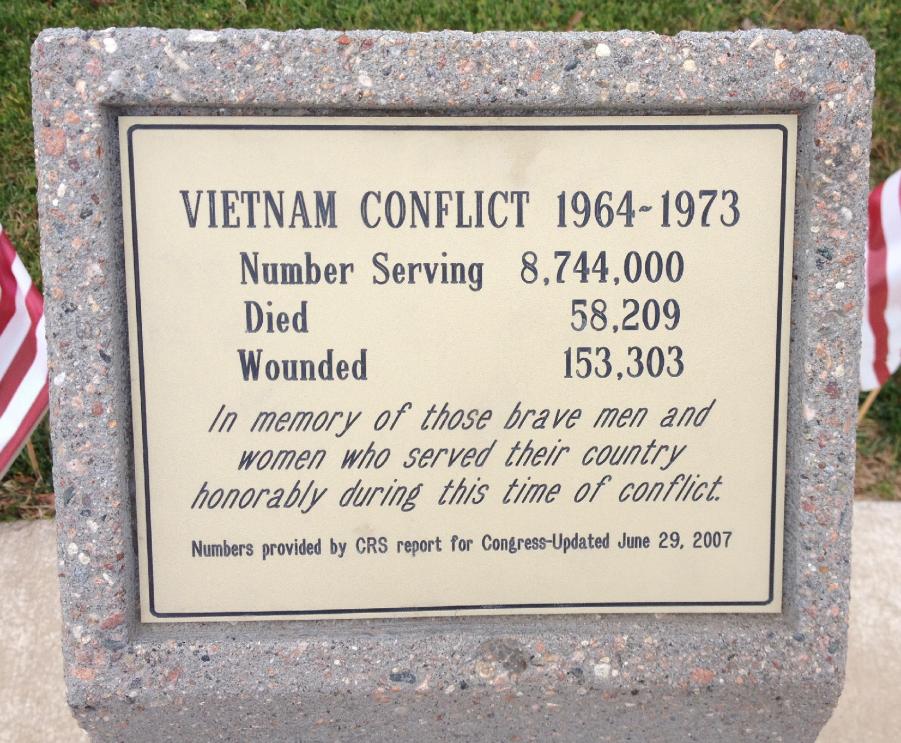 VIETNAM CONFLICT 1964~1973
Number Serving 8,744,000
Died 58,209
Wounded 153,303
In memory of those brave men and
women who served their country
honorably during this time of conflict.
Numbers provided by CRS report for Congress-Updated June 29, 2007